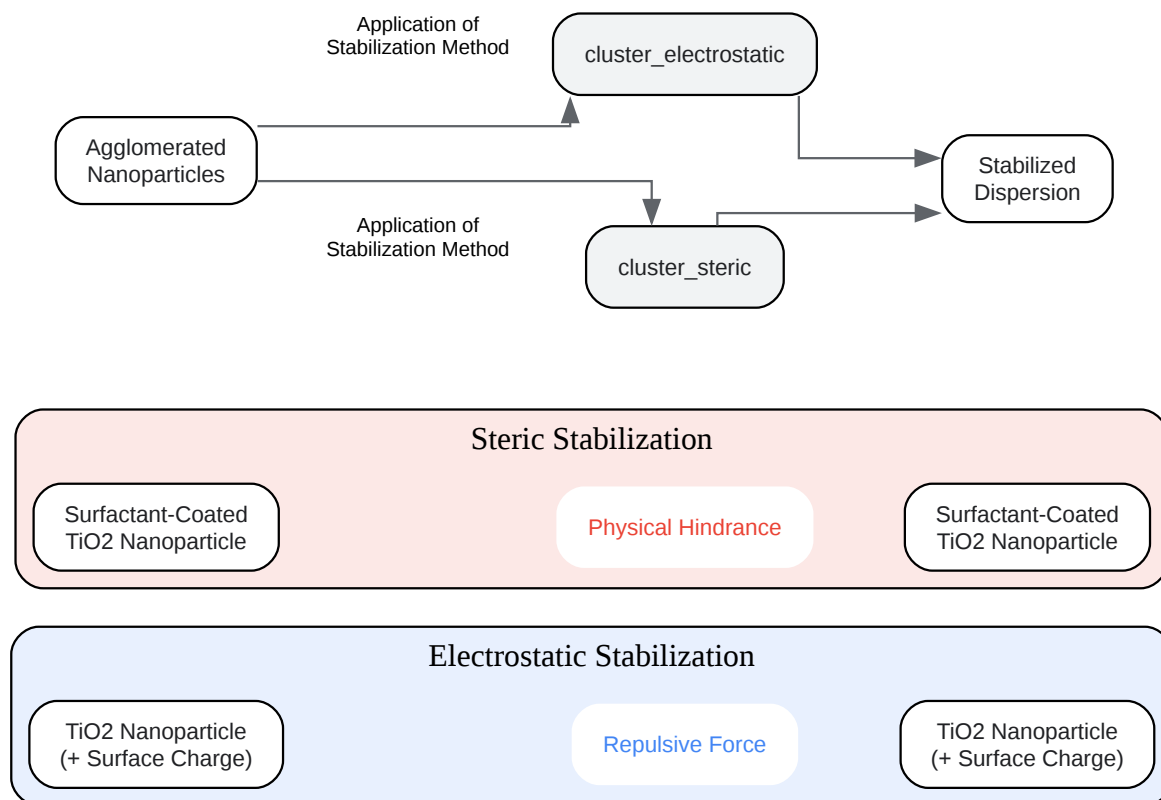 Application of
Stabilization Method
cluster_electrostatic
Agglomerated
Nanoparticles
Stabilized
Dispersion
Application of
Stabilization Method
cluster_steric
Steric Stabilization
Surfactant-Coated
TiO2 Nanoparticle
Physical Hindrance
Surfactant-Coated
TiO2 Nanoparticle
Electrostatic Stabilization
TiO2 Nanoparticle
(+ Surface Charge)
Repulsive Force
TiO2 Nanoparticle
(+ Surface Charge)